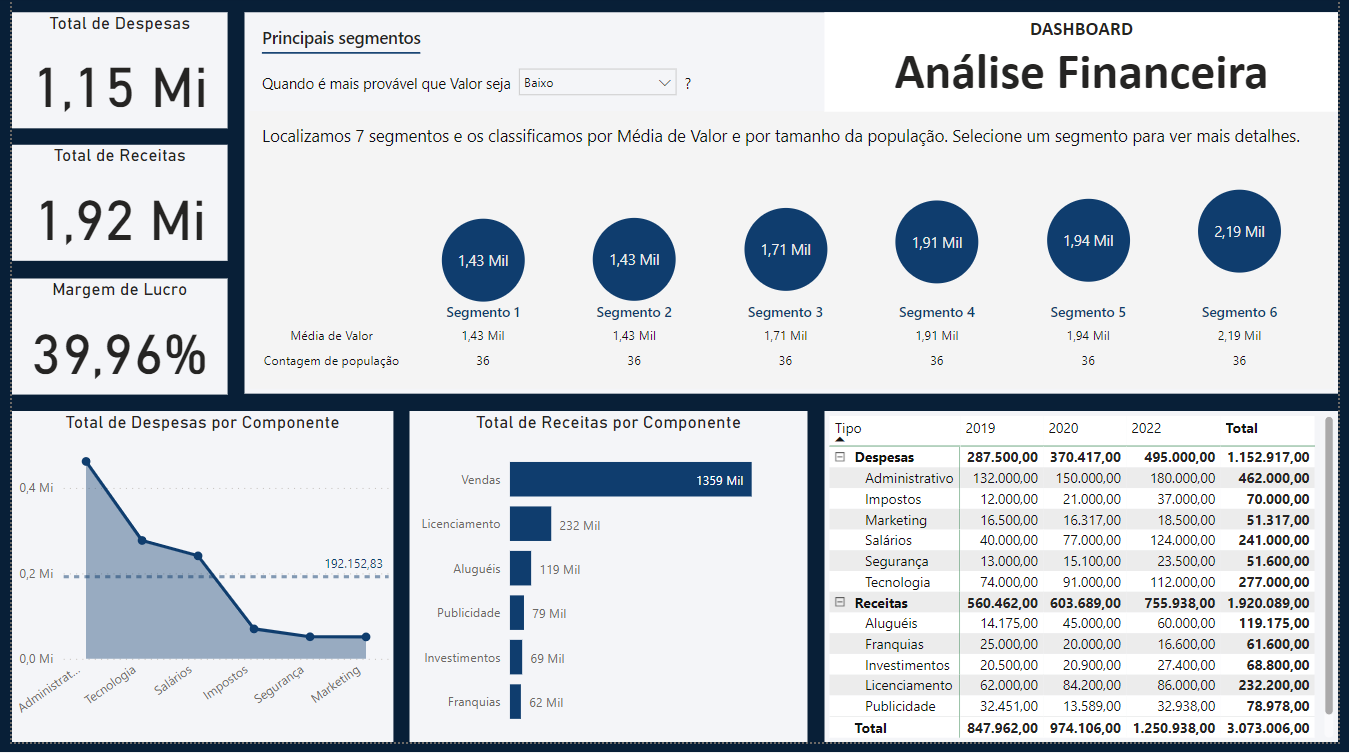 Total de Despesas
1,15 Mi
Total de Receitas
1,92 Mi
Margem de Lucro
39,96%
Principais segmentos
Quando é mais provável que Valor seja Baixo ?
DASHBOARD
Análise Financeira
Localizamos 7 segmentos e os classificamos por Média de Valor e por tamanho da população. Selecione um segmento para ver mais detalhes.
1,43 Mil 1,43 Mil 1,71 Mil 1,91 Mil 1,94 Mil 2,19 Mil
Segmento 1 Segmento 2 Segmento 3 Segmento 4 Segmento 5 Segmento 6
Média de Valor 1,43 Mil 1,43 Mil 1,71 Mil 1,91 Mil 1,94 Mil 2,19 Mil
Contagem de população 36 36 36 36 36 36
Total de Despesas por Componente
0,4 Mi
192.152,83
0,2 Mi
0,0 Mi
Administrat... Tecnologia Salários Impostos Segurança Marketing
Total de Receitas por Componente
Vendas 1359 Mil
Licenciamento 232 Mil
Aluguéis 119 Mil
Publicidade 79 Mil
Investimentos 69 Mil
Franquias 62 Mil
Tipo 2019 2020 2022 Total
Despesas 287.500,00 370.417,00 495.000,00 1.152.917,00
Administrativo 132.000,00 150.000,00 180.000,00 462.000,00
Impostos 12.000,00 21.000,00 37.000,00 70.000,00
Marketing 16.500,00 16.317,00 18.500,00 51.317,00
Salários 40.000,00 77.000,00 124.000,00 241.000,00
Segurança 13.000,00 15.100,00 23.500,00 51.600,00
Tecnologia 74.000,00 91.000,00 112.000,00 277.000,00
Receitas 560.462,00 603.689,00 755.938,00 1.920.089,00
Aluguéis 14.175,00 45.000,00 60.000,00 119.175,00
Franquias 25.000,00 20.000,00 16.600,00 61.600,00
Investimentos 20.500,00 20.900,00 27.400,00 68.800,00
Licenciamento 62.000,00 84.200,00 86.000,00 232.200,00
Publicidade 32.451,00 13.589,00 32.938,00 78.978,00
Total 847.962,00 974.106,00 1.250.938,00 3.073.006,00